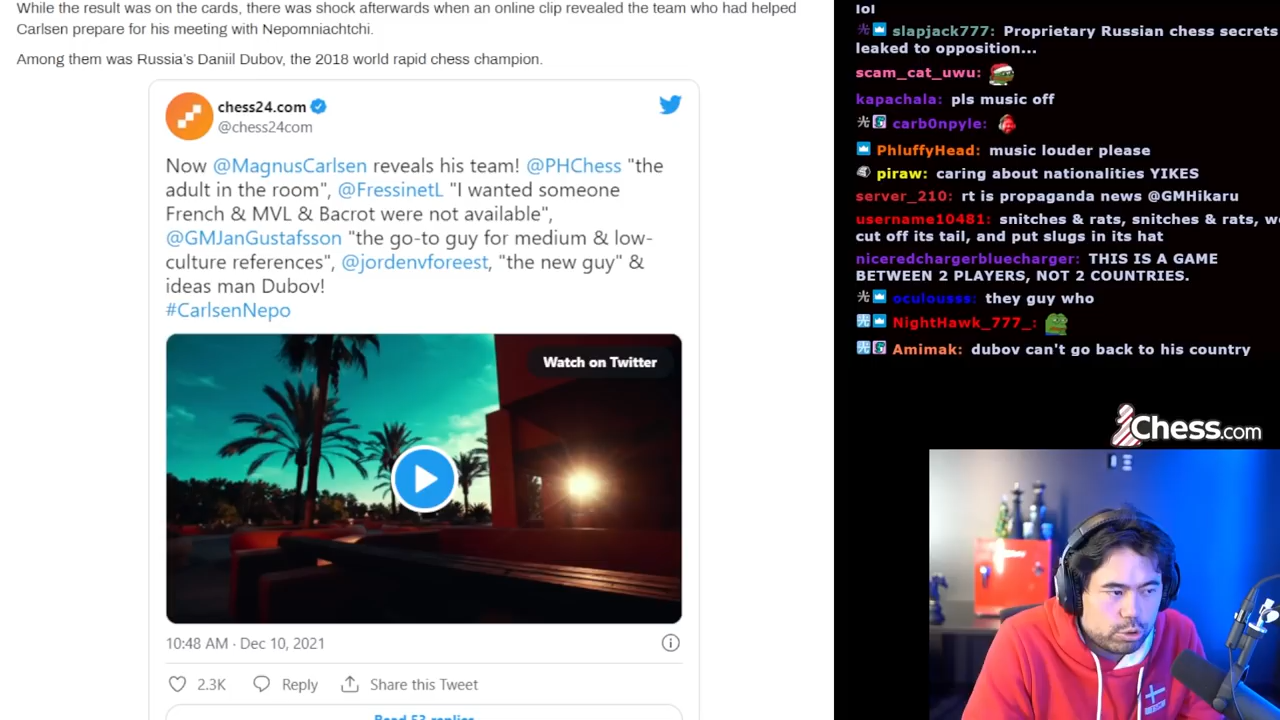 While the result was on the cards, there was shock afterwards when an online clip revealed the team who had helped
Carlsen prepare for his meeting with Nepomniachtchi.
Among them was Russia's Daniil Dubov, the 2018 world rapid chess champion.
chess24.com
@chess24com
Now @MagnusCarlsen reveals his team! @PHChess "the
adult in the room", @FressinetL "I wanted someone
French & MVL & Bacrot were not available",
@GMJanGustafsson "the go-to guy for medium & low-
culture references", @jordenvforeest, "the new guy" &
ideas man Dubov!
#CarlsenNepo
Watch on Twitter
10:48 AM · Dec 10, 2021
2.3K Reply Share this Tweet
Read 53 replies
lol
slapjack777: Proprietary Russian chess secrets
leaked to opposition...
scam_cat_uwu:
kapachala: pls music off
carb0npyle:
PhluffyHead: music louder please
piraw: caring about nationalities YIKES
server_210: rt is propaganda news @GMHikaru
username10481: snitches & rats, snitches & rats, we
cut off its tail, and put slugs in its hat
niceredchargerbluecharger: THIS IS A GAME
BETWEEN 2 PLAYERS, NOT 2 COUNTRIES.
oculousss: they guy who
NightHawk_777_:
Amimak: dubov can't go back to his country
Chess.com